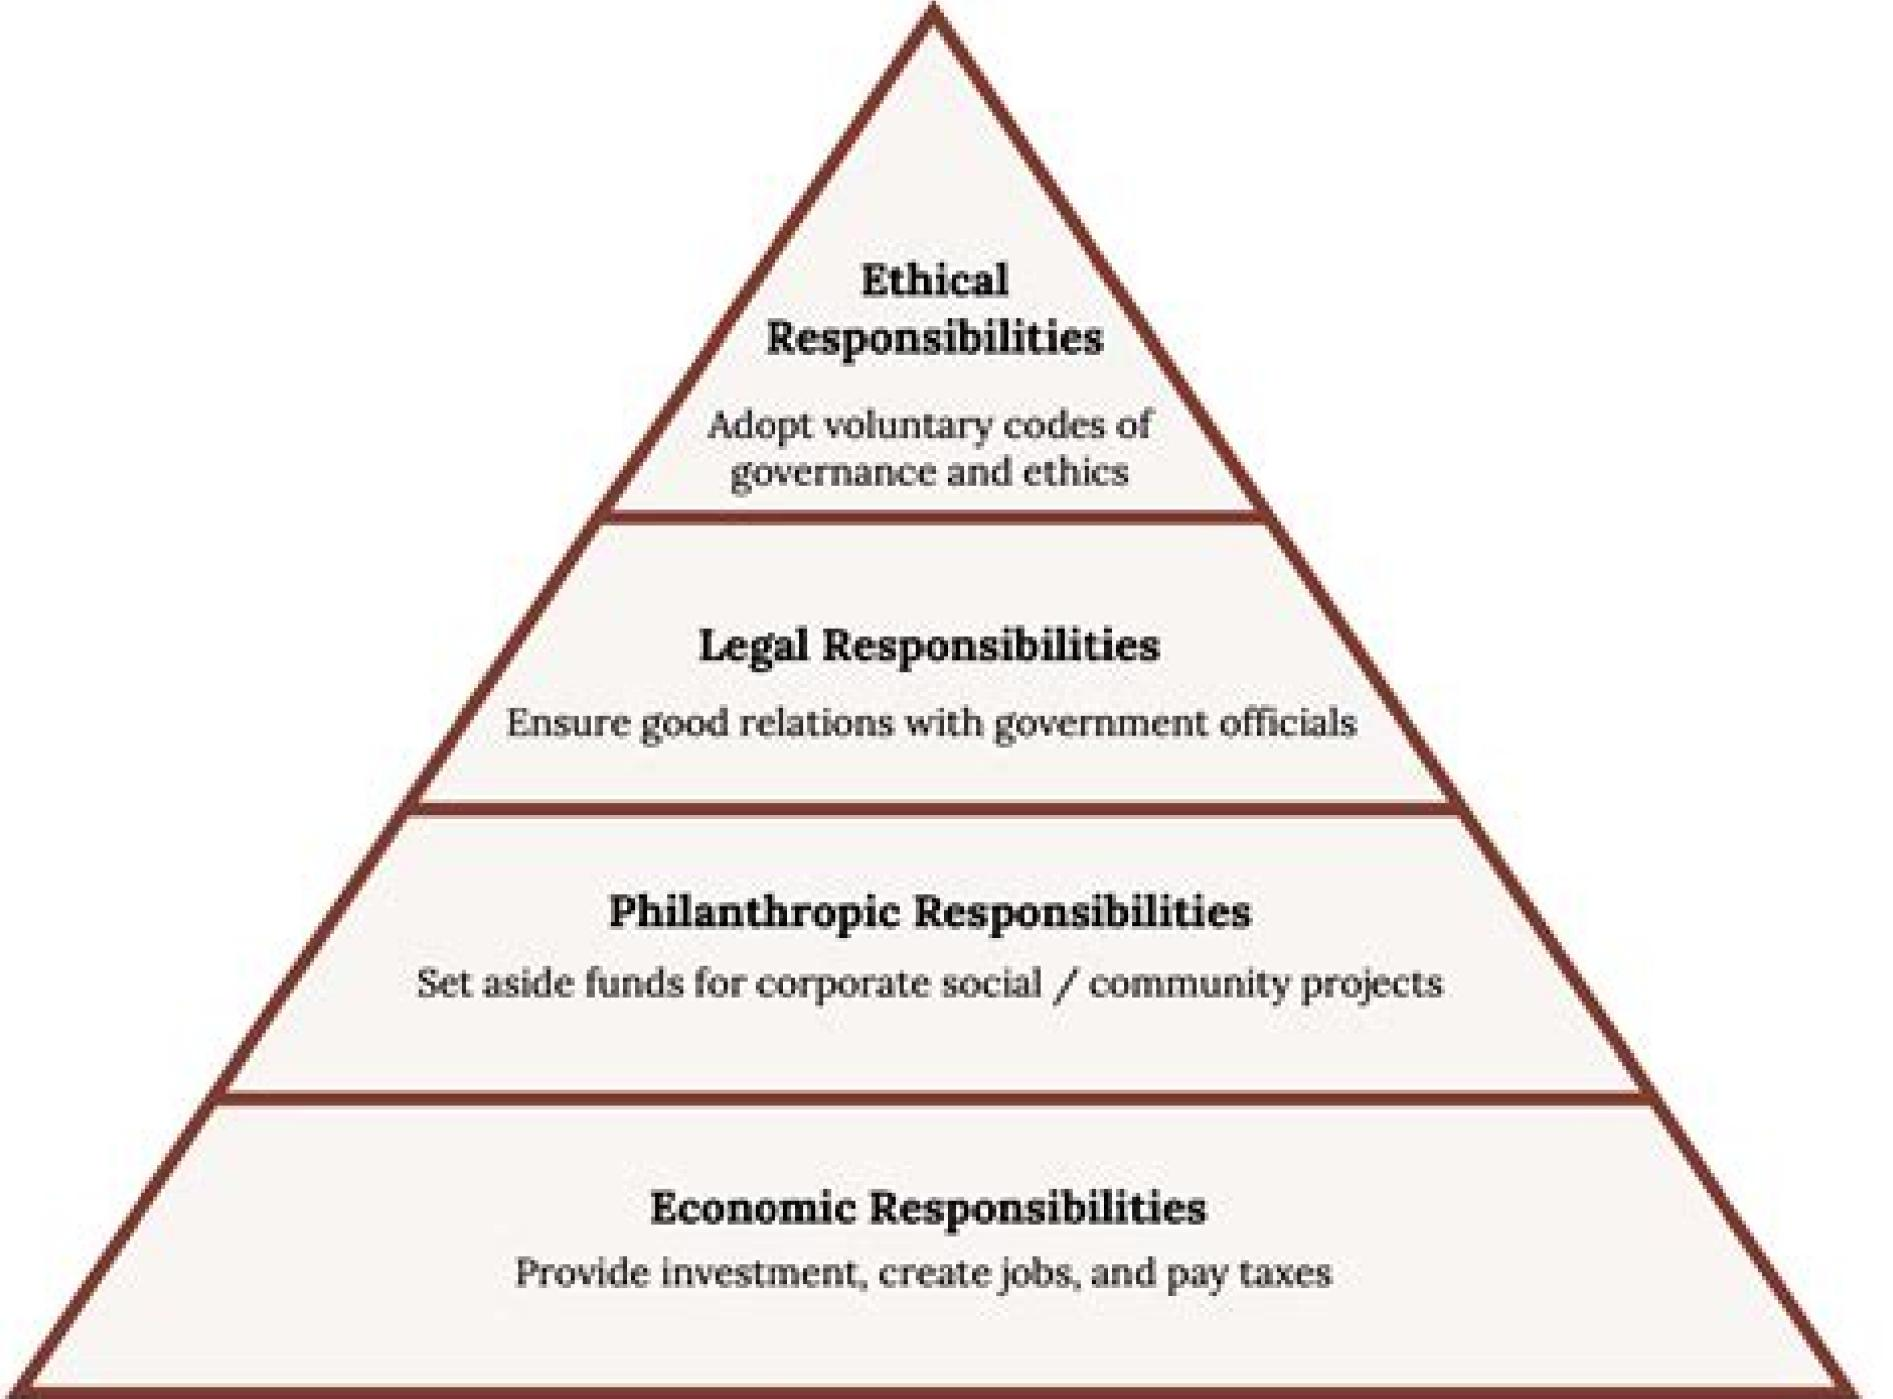 Ethical
Responsibilities
Adopt voluntary codes of
governance and ethics
Legal Responsibilities
Ensure good relations with government officials
Philanthropic Responsibilities
Set aside funds for corporate social / community projects
Economic Responsibilities
Provide investment, create jobs, and pay taxes